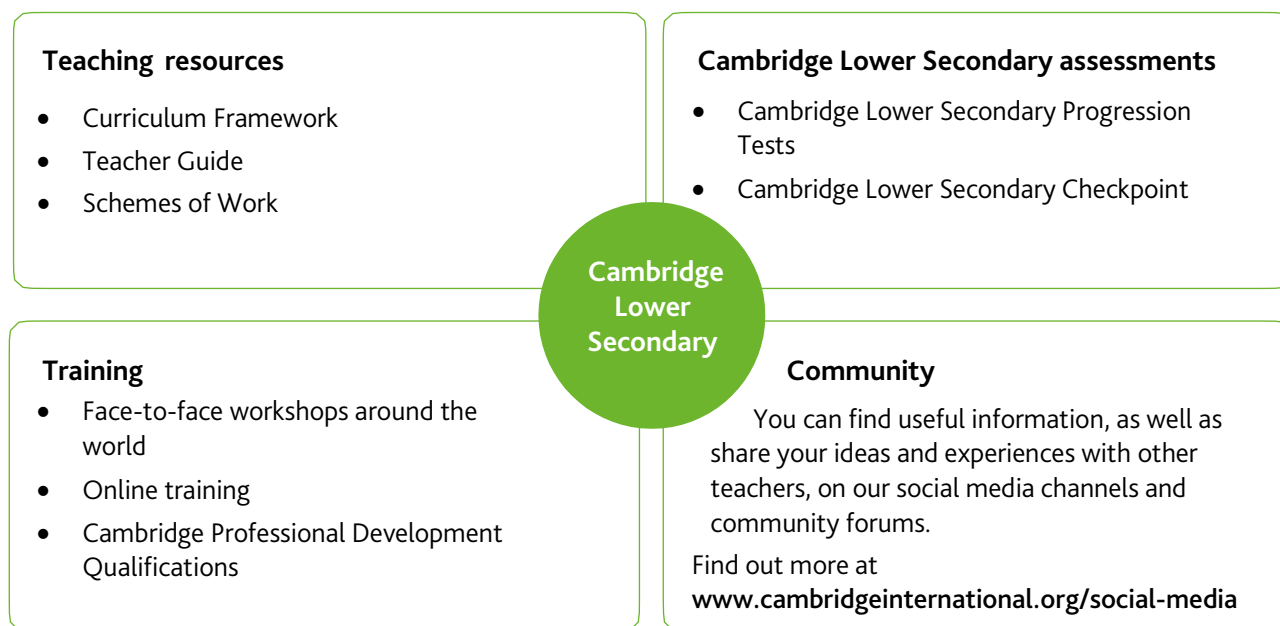 Teaching resources
• Curriculum Framework
• Teacher Guide
• Schemes of Work
Cambridge Lower Secondary assessments
• Cambridge Lower Secondary Progression
Tests
• Cambridge Lower Secondary Checkpoint
Cambridge
Lower
Secondary
Training
• Face-to-face workshops around the
world
• Online training
• Cambridge Professional Development
Qualifications
Community
You can find useful information, as well as
share your ideas and experiences with other
teachers, on our social media channels and
community forums.
Find out more at
www.cambridgeinternational.org/social-media